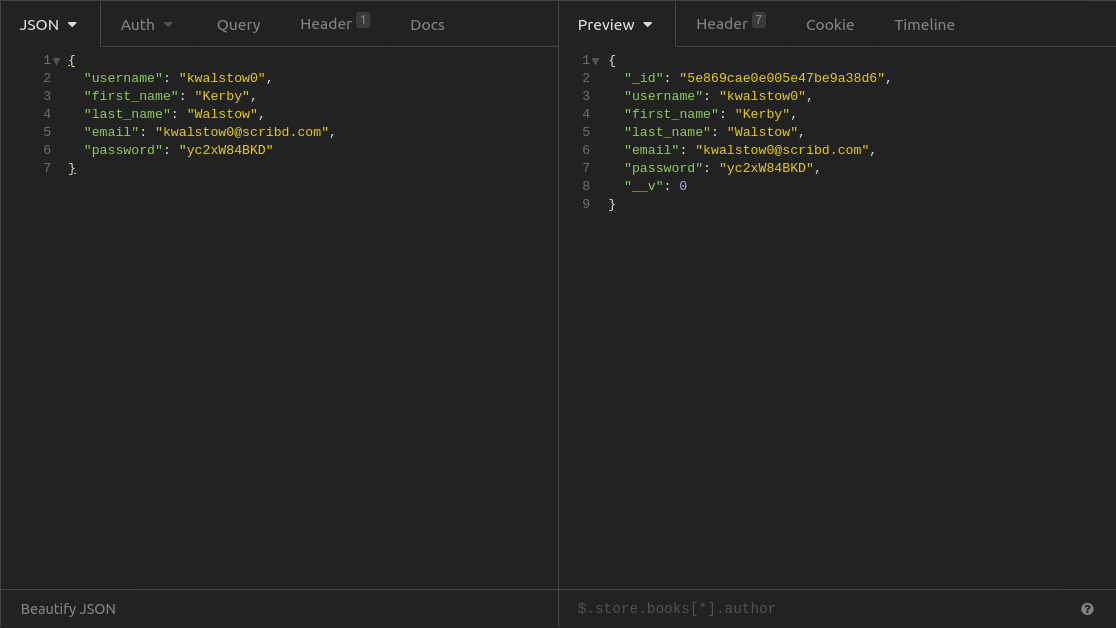 JSON Auth Query Header 1 Docs
1 {
2 "username": "kwalstow0",
3 "first_name": "Kerby",
4 "last_name": "Walstow",
5 "email": "kwalstow0@scribd.com",
6 "password": "yc2xW84BKD"
7 }
Beautify JSON
Preview Header 7 Cookie Timeline
1 {
2 "_id": "5e869cae0e005e47be9a38d6",
3 "username": "kwalstow0",
4 "first_name": "Kerby",
5 "last_name": "Walstow",
6 "email": "kwalstow0@scribd.com",
7 "password": "yc2xW84BKD",
8 "__v": 0
9 }
$.store.books[*].author ?